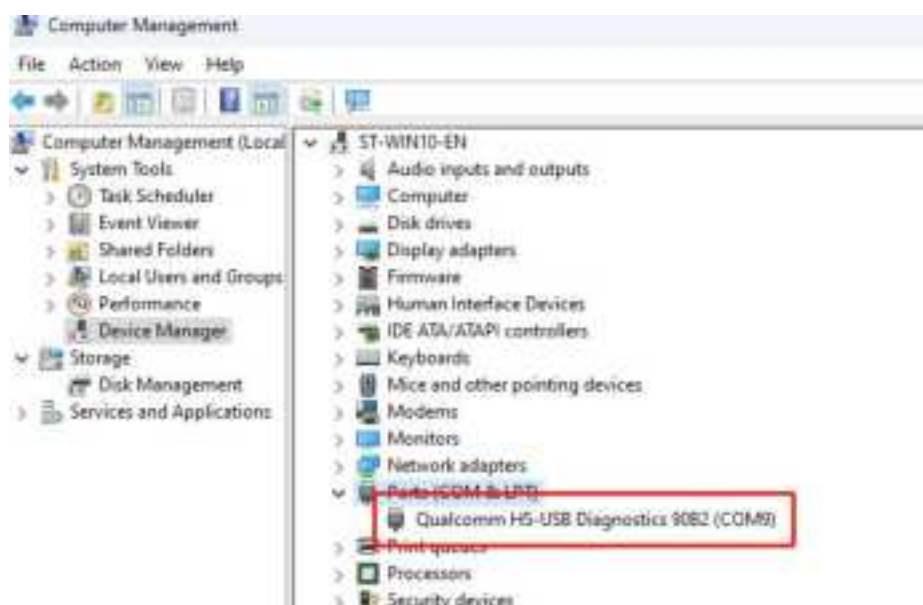 Computer Management
File Action View Help
Computer Management (Local
System Tools
Task Scheduler
Event Viewer
Shared Folders
Local Users and Groups
Performance
Device Manager
Storage
Disk Management
Services and Applications
ST-WIN10-EN
Audio inputs and outputs
Computer
Disk drives
Display adapters
Firmware
Human Interface Devices
IDE ATA/ATAPI controllers
Keyboards
Mice and other pointing devices
Modems
Monitors
Network adapters
Ports (COM & LPT)
Qualcomm HS-USB Diagnostics 90B2 (COM9)
Print queues
Processors
Security devices